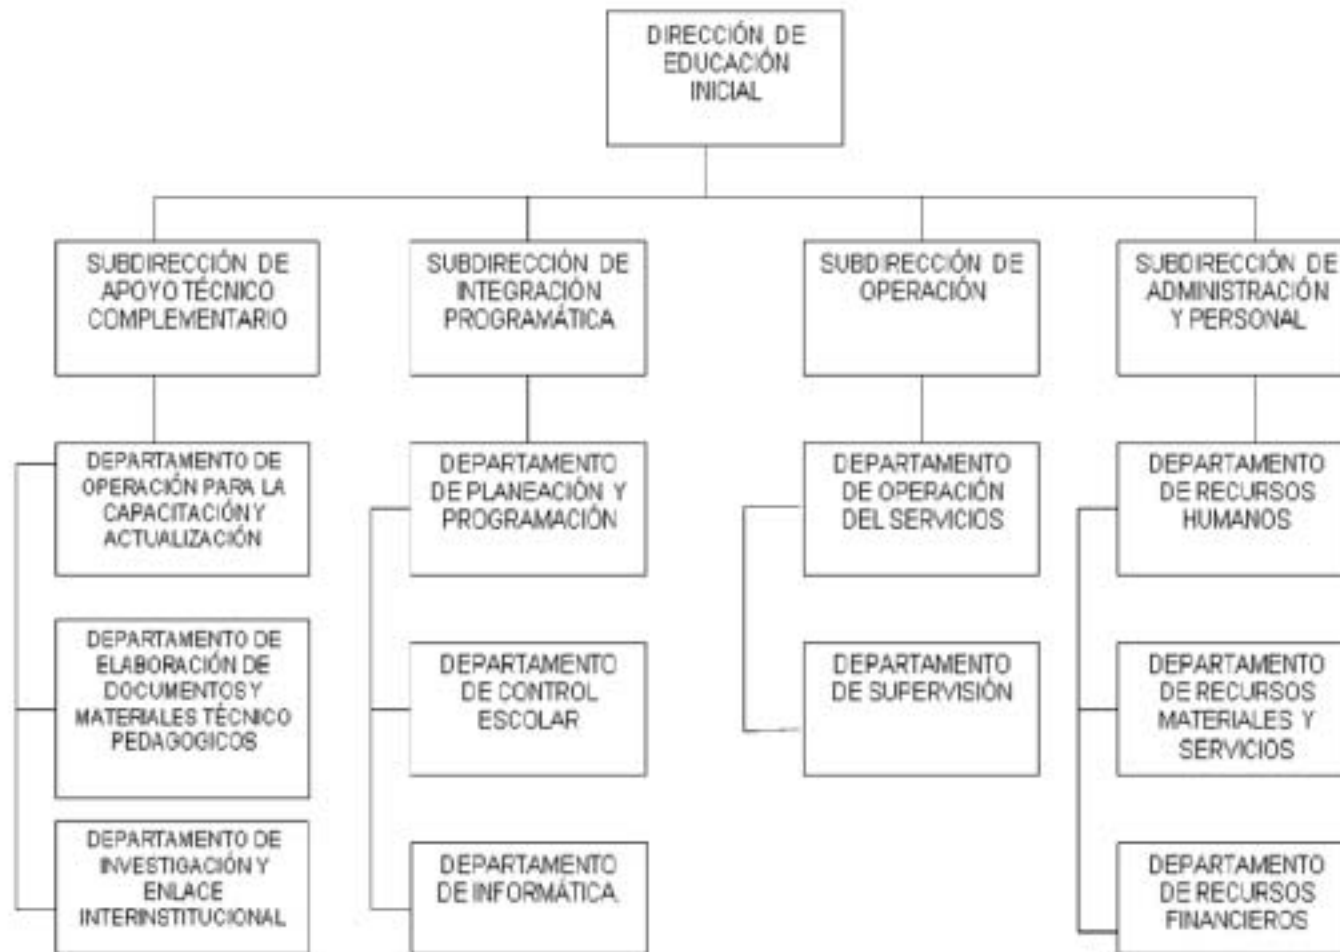 DIRECCIÓN DE
EDUCACIÓN
INICIAL
SUBDIRECCIÓN DE
APOYO TÉCNICO
COMPLEMENTARIO
SUBDIRECCIÓN DE
INTEGRACIÓN
PROGRAMÁTICA
SUBDIRECCIÓN DE
OPERACIÓN
SUBDIRECCIÓN DE
ADMINISTRACIÓN
Y PERSONAL
DEPARTAMENTO DE
OPERACIÓN PARA LA
CAPACITACIÓN Y
ACTUALIZACIÓN
DEPARTAMENTO
DE PLANEACIÓN Y
PROGRAMACIÓN
DEPARTAMENTO
DE OPERACIÓN
DEL SERVICIOS
DEPARTAMENTO
DE RECURSOS
HUMANOS
DEPARTAMENTO DE
ELABORACIÓN DE
DOCUMENTOS Y
MATERIALES TÉCNICO
PEDAGOGICOS
DEPARTAMENTO
DE CONTROL
ESCOLAR
DEPARTAMENTO
DE SUPERVISIÓN
DEPARTAMENTO
DE RECURSOS
MATERIALES Y
SERVICIOS
DEPARTAMENTO DE
INVESTIGACIÓN Y
ENLACE
INTERINSTITUCIONAL
DEPARTAMENTO
DE INFORMÁTICA
DEPARTAMENTO
DE RECURSOS
FINANCIEROS